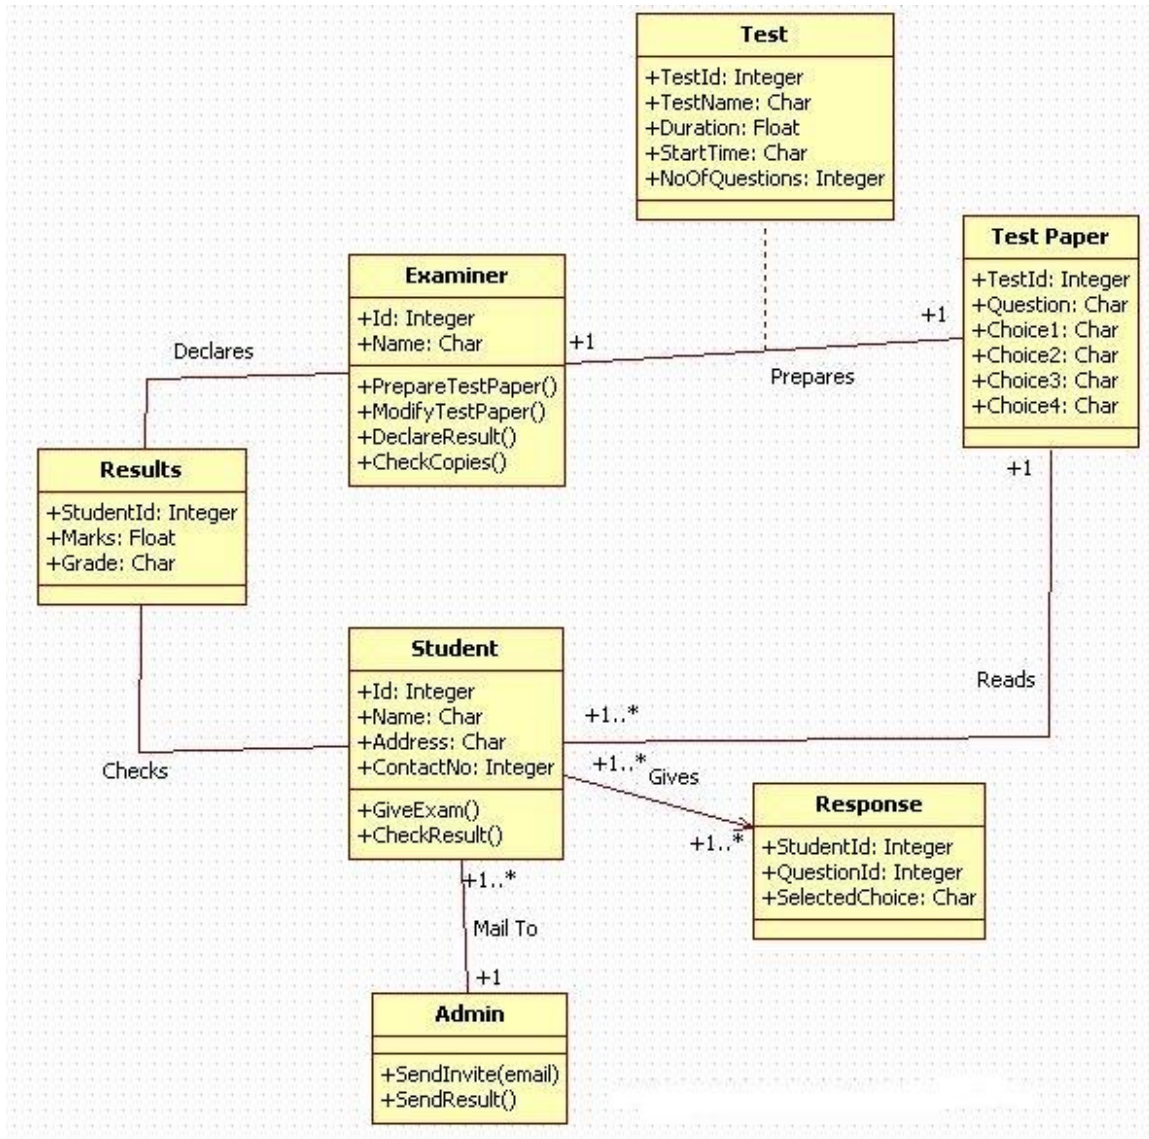 Test
+TestId: Integer
+TestName: Char
+Duration: Float
+StartTime: Char
+NoOfQuestions: Integer
Test Paper
+TestId: Integer
+Question: Char
+Choice1: Char
+Choice2: Char
+Choice3: Char
+Choice4: Char
Examiner
+Id: Integer
+Name: Char
+PrepareTestPaper()
+ModifyTestPaper()
+DeclareResult()
+CheckCopies()
+1
+1
Prepares
Declares
Results
+StudentId: Integer
+Marks: Float
+Grade: Char
+1
Reads
Student
+Id: Integer
+Name: Char
+Address: Char
+ContactNo: Integer
+GiveExam()
+CheckResult()
+1..*
Checks
+1..*
Gives
+1..*
Response
+StudentId: Integer
+QuestionId: Integer
+SelectedChoice: Char
+1..*
Mail To
+1
Admin
+SendInvite(email)
+SendResult()